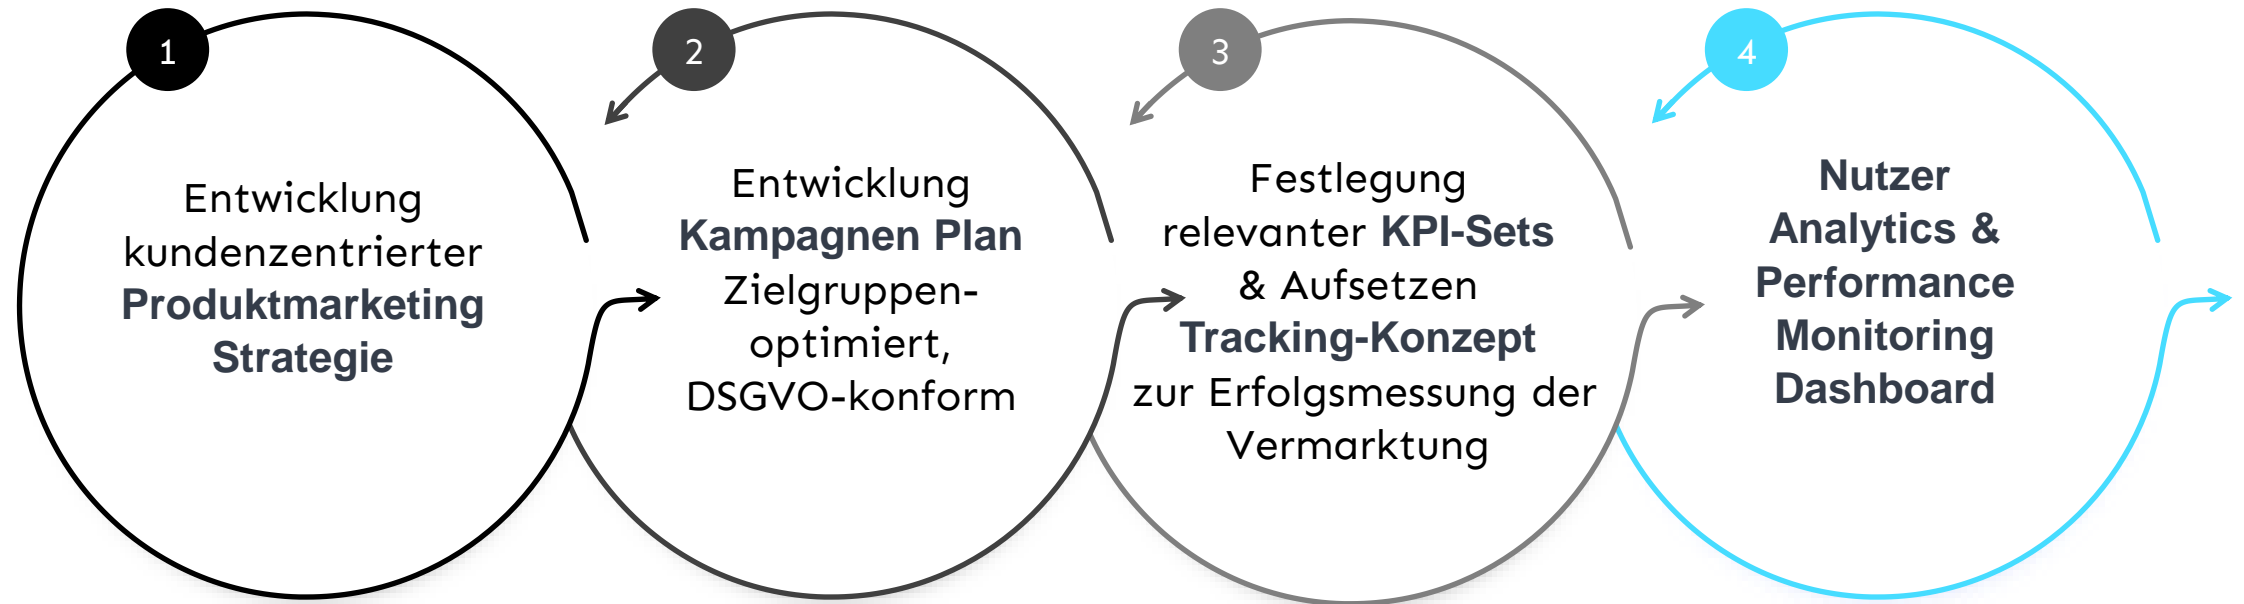 1
Entwicklung
kundenzentrierter
Produktmarketing
Strategie
2
Entwicklung
Kampagnen Plan
Zielgruppen-
optimiert,
DSGVO-konform
3
Festlegung
relevanter KPI-Sets
& Aufsetzen
Tracking-Konzept
zur Erfolgsmessung der
Vermarktung
4
Nutzer
Analytics &
Performance
Monitoring
Dashboard